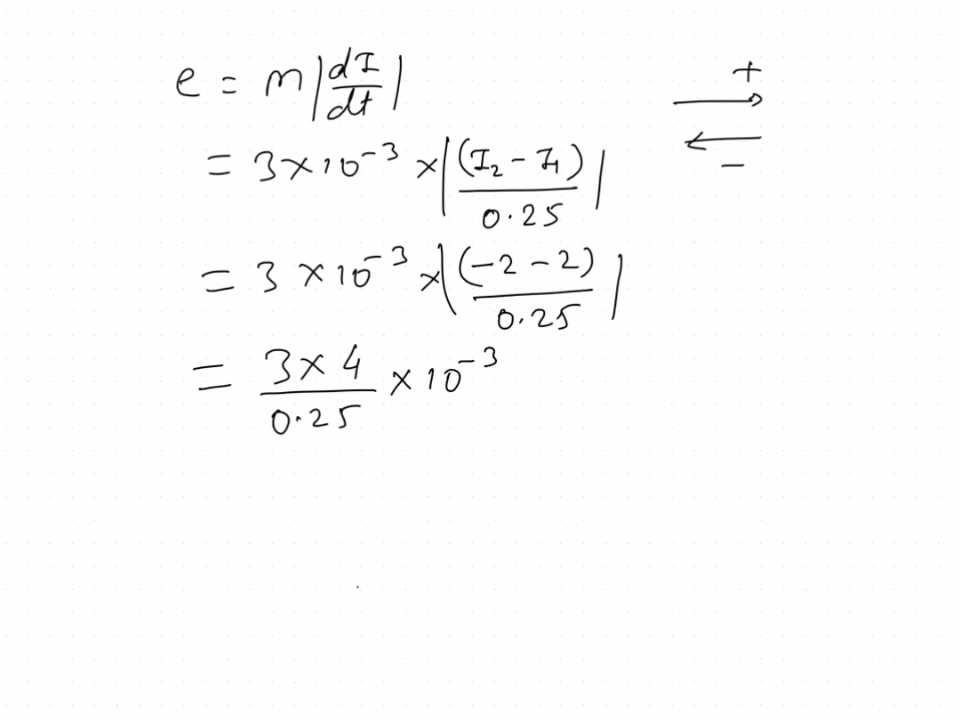 e = m|dI/dt|
+
= 3×10⁻³ × |(I₂ - I₁)/0.25|
-
= 3 ×10⁻³ × |(-2-2)/0.25|
= 3×4/0.25 ×10⁻³